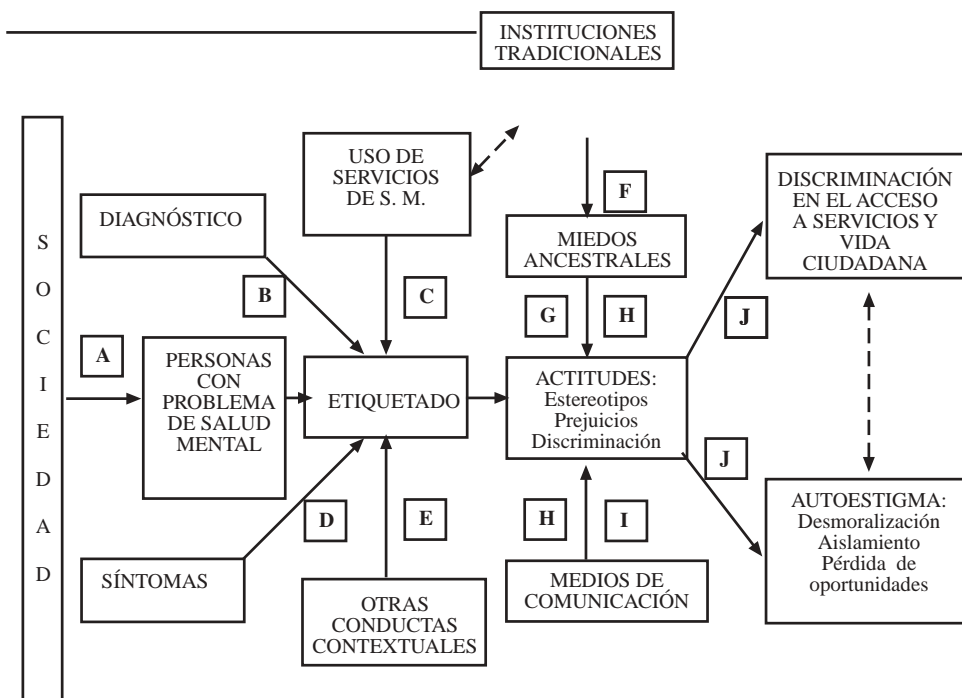 INSTITUCIONES
TRADICIONALES
SOCIEDAD
USO DE
SERVICIOS
DE S. M.
DIAGNÓSTICO
B
C
F
MIEDOS
ANCESTRALES
G
H
DISCRIMINACIÓN
EN EL ACCESO
A SERVICIOS Y
VIDA
CIUDADANA
J
A
PERSONAS
CON
PROBLEMA
DE SALUD
MENTAL
ETIQUETADO
ACTITUDES:
Estereotipos
Prejuicios
Discriminación
J
D
E
H
I
SÍNTOMAS
OTRAS
CONDUCTAS
CONTEXTUALES
MEDIOS DE
COMUNICACIÓN
AUTOESTIGMA:
Desmoralización
Aislamiento
Pérdida de
oportunidades